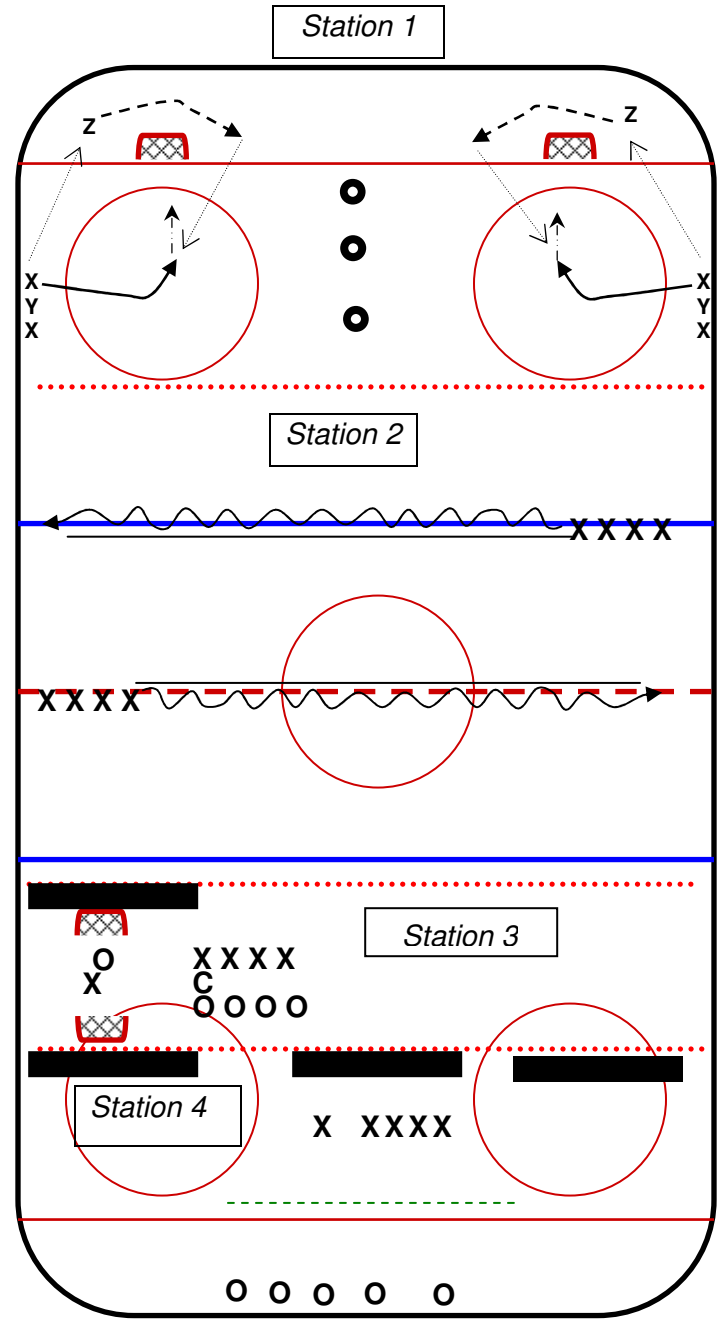 Station 1
Z Z
X X
Y Y
X X
Station 2
X X X X
X X X X
Station 3
O X X X X
X C
O O O O
Station 4
X X X X X
O O O O O